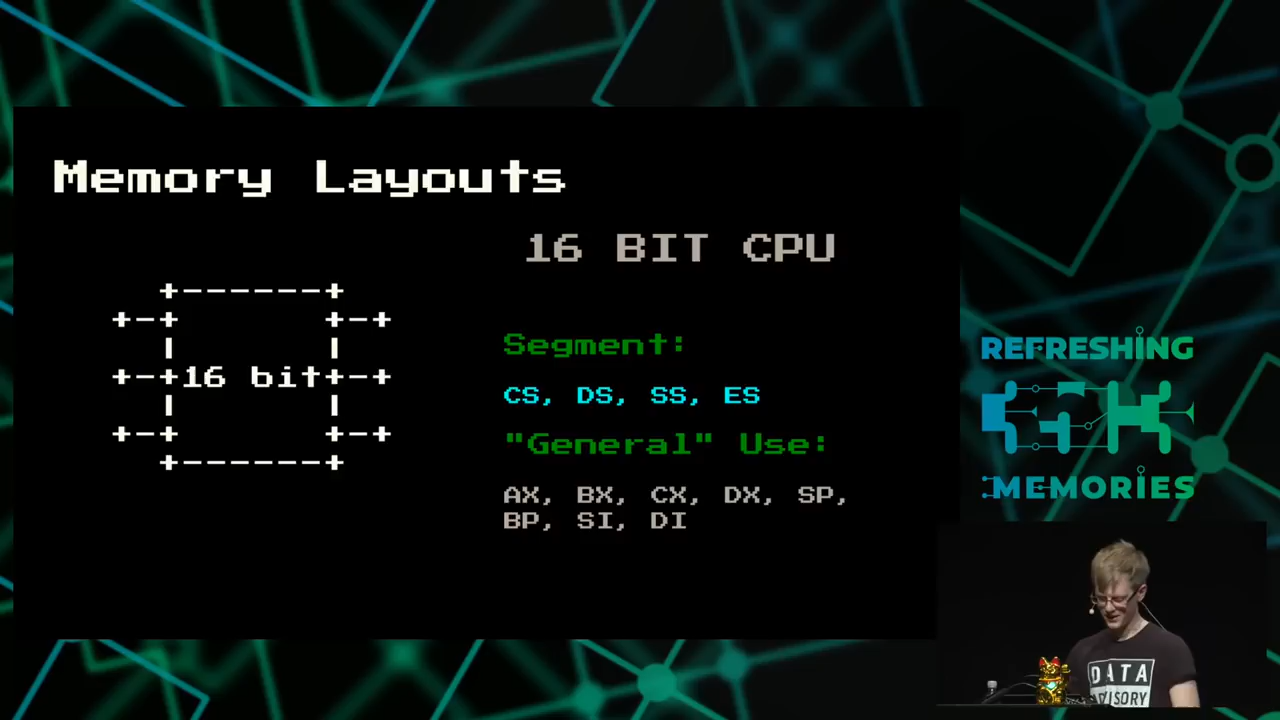 Memory Layouts
16 BIT CPU
+------+
+-+ +-+
| |
+-+16 bit+-+
| |
+-+ +-+
+------+
Segment:
CS, DS, SS, ES
"General" Use:
AX, BX, CX, DX, SP,
BP, SI, DI
REFRESHING
35C3
MEMORIES
DATA